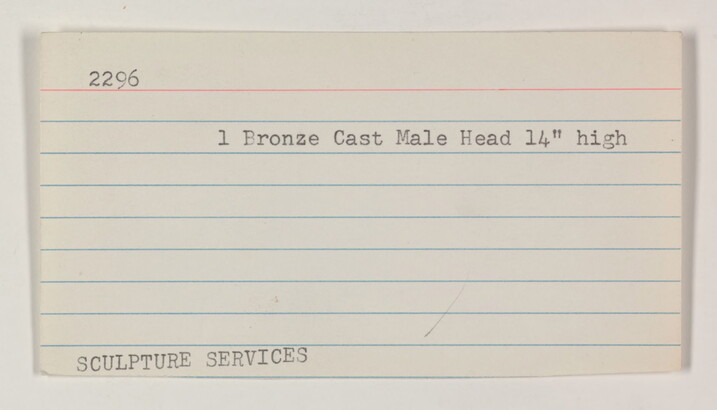 2296
1 Bronze Cast Male Head 14" high
SCULPTURE SERVICES